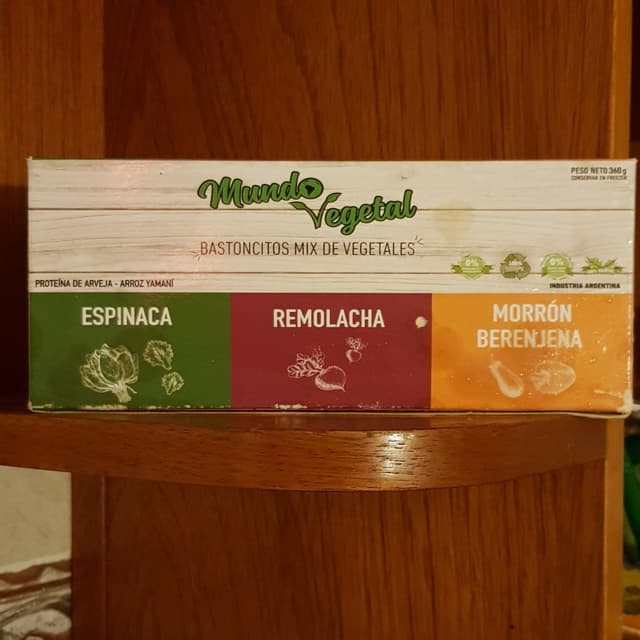 PESO NETO 360 g
CONSERVAR EN FREEZER
Mundo
Vegetal
BASTONCITOS MIX DE VEGETALES
PROTEÍNA DE ARVEJA - ARROZ YAMANÍ
INDUSTRIA ARGENTINA
ESPINACA
REMOLACHA
MORRÓN
BERENJENA